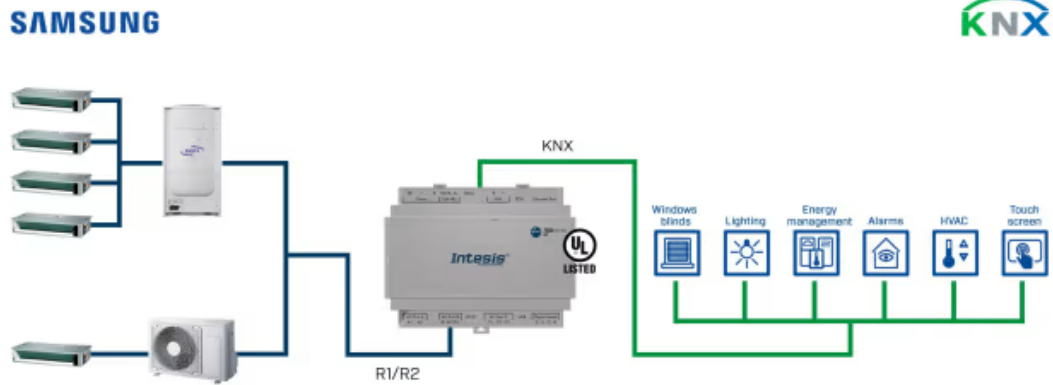 SAMSUNG
KNX
KNX
Windows
blinds
Lighting
Energy
management
Alarms
HVAC
Touch
screen
Intesis
UL
LISTED
R1/R2